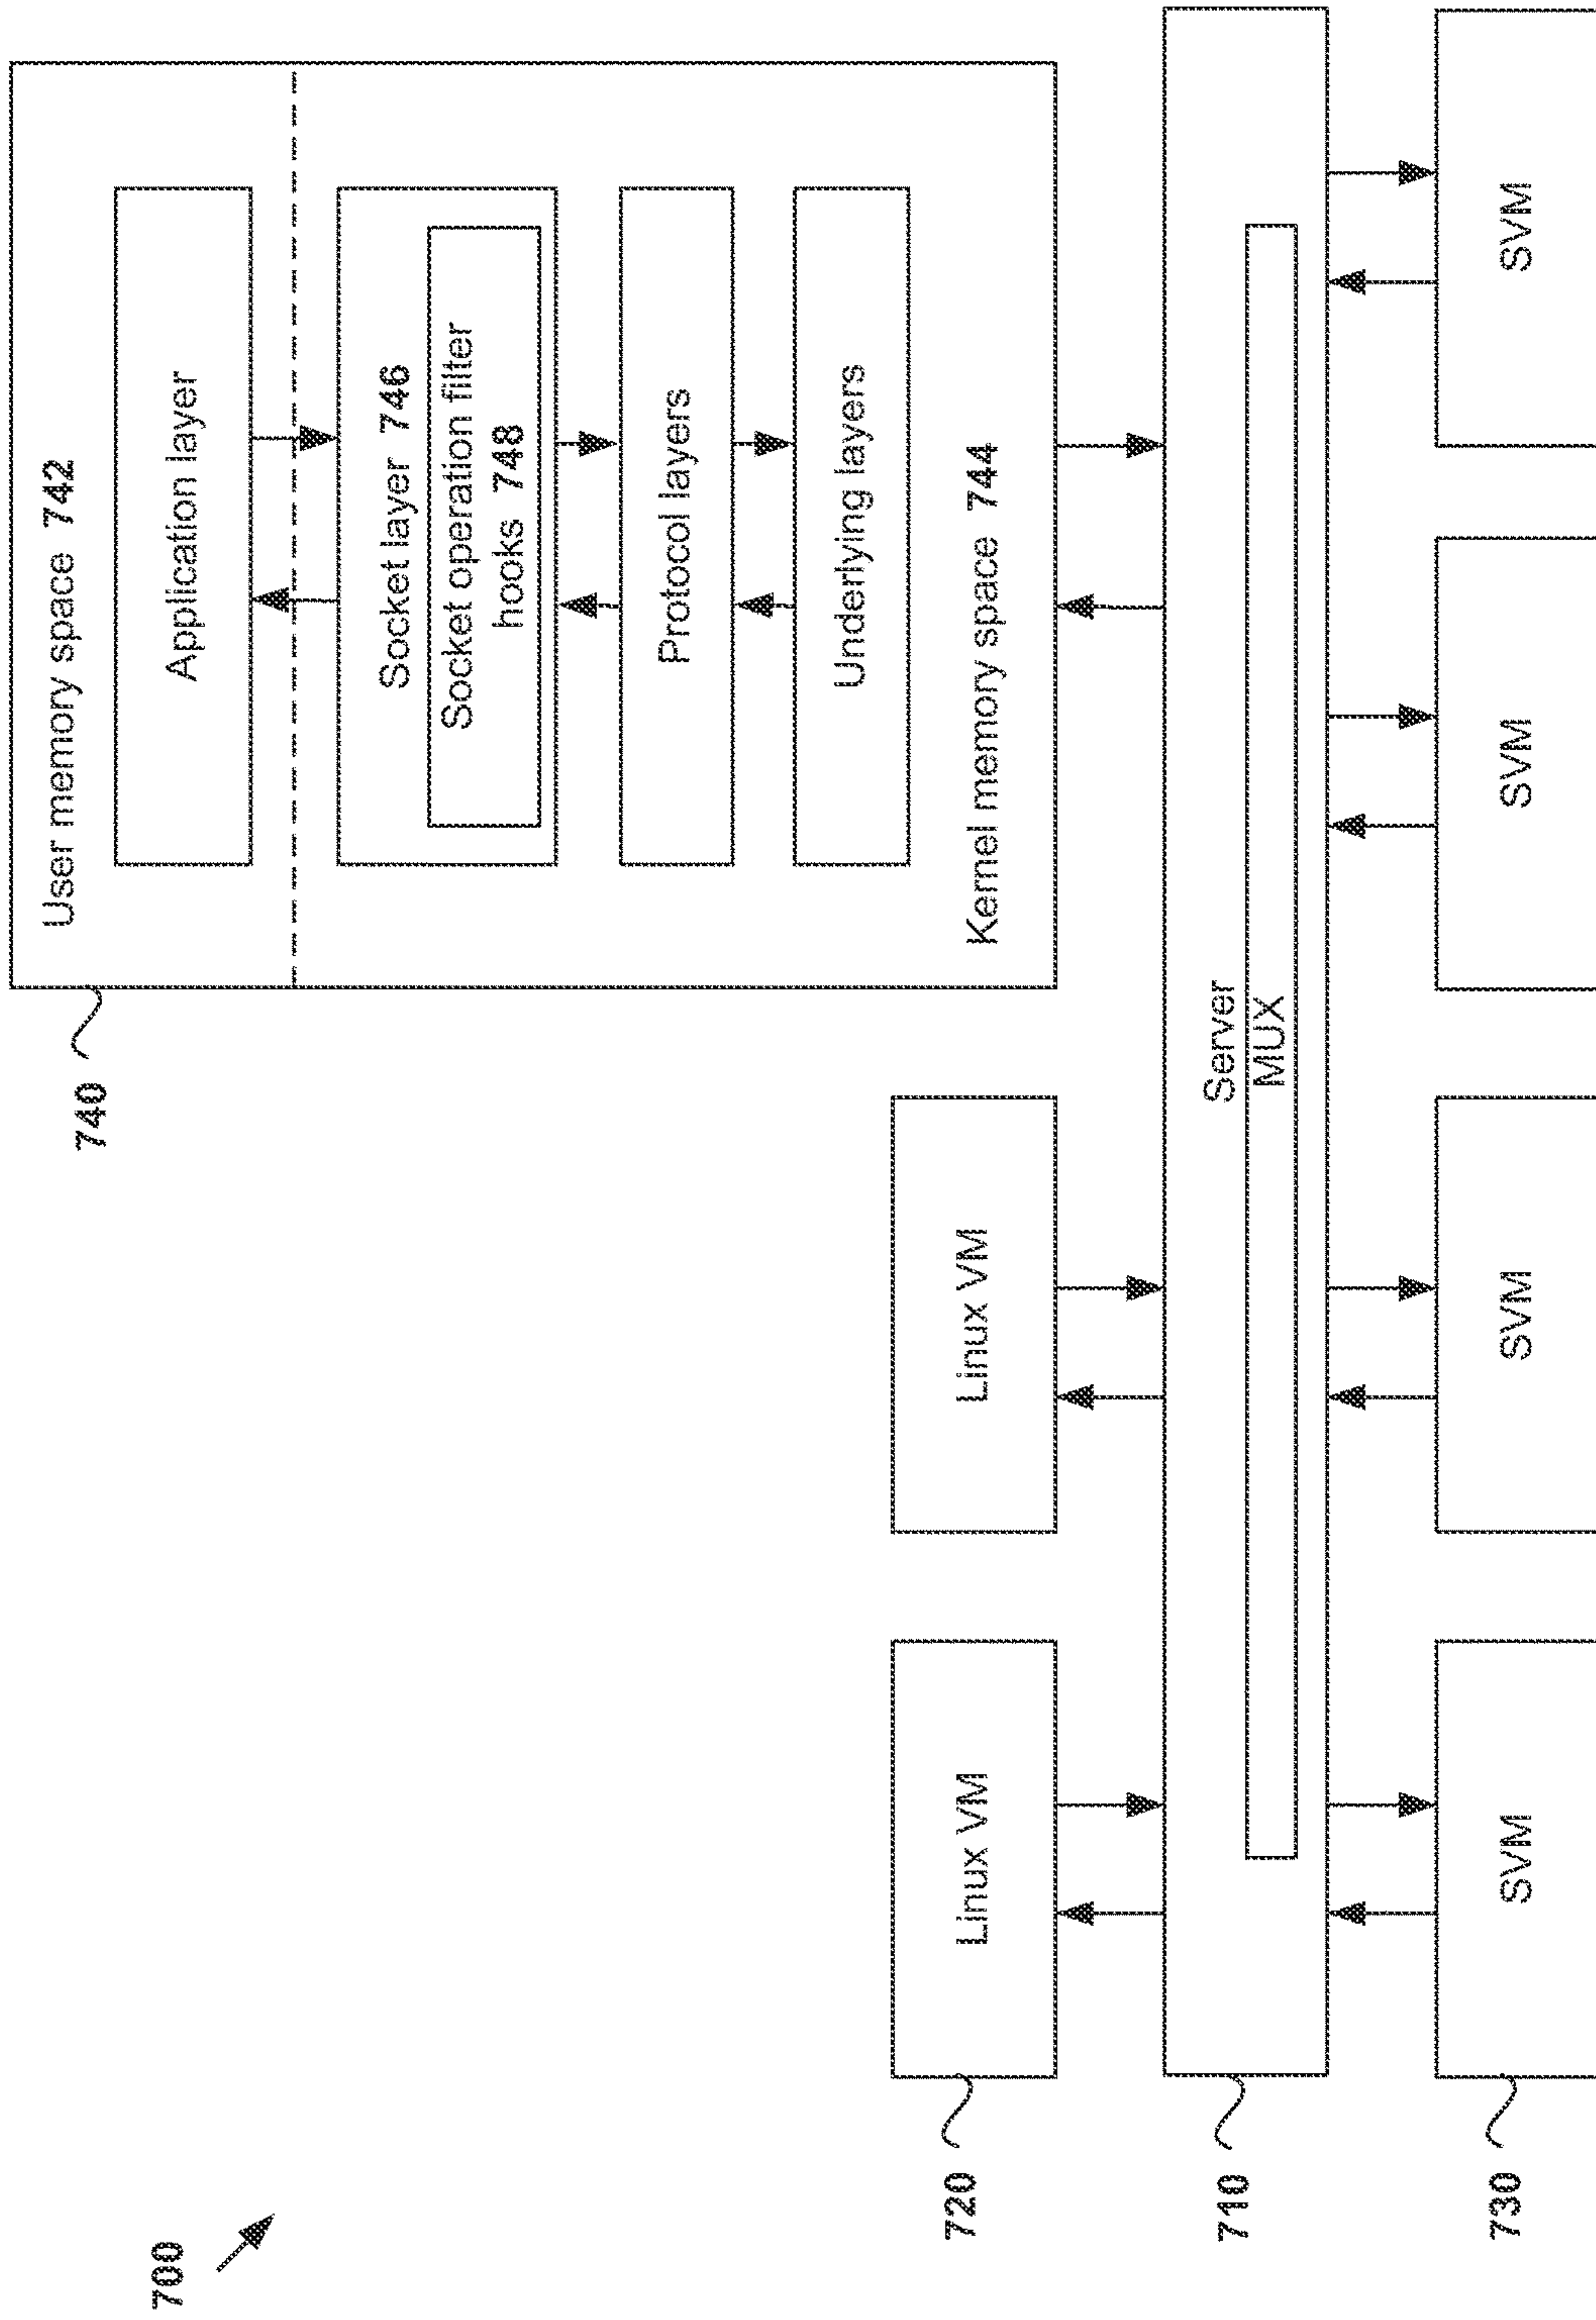 700
740
User memory space 742
Application layer
Socket layer 746
Socket operation filter
hooks 748
Protocol layers
Underlying layers
Kernel memory space 744
720
Linux VM
Linux VM
710
Server
MUX
730
SVM
SVM
SVM
SVM